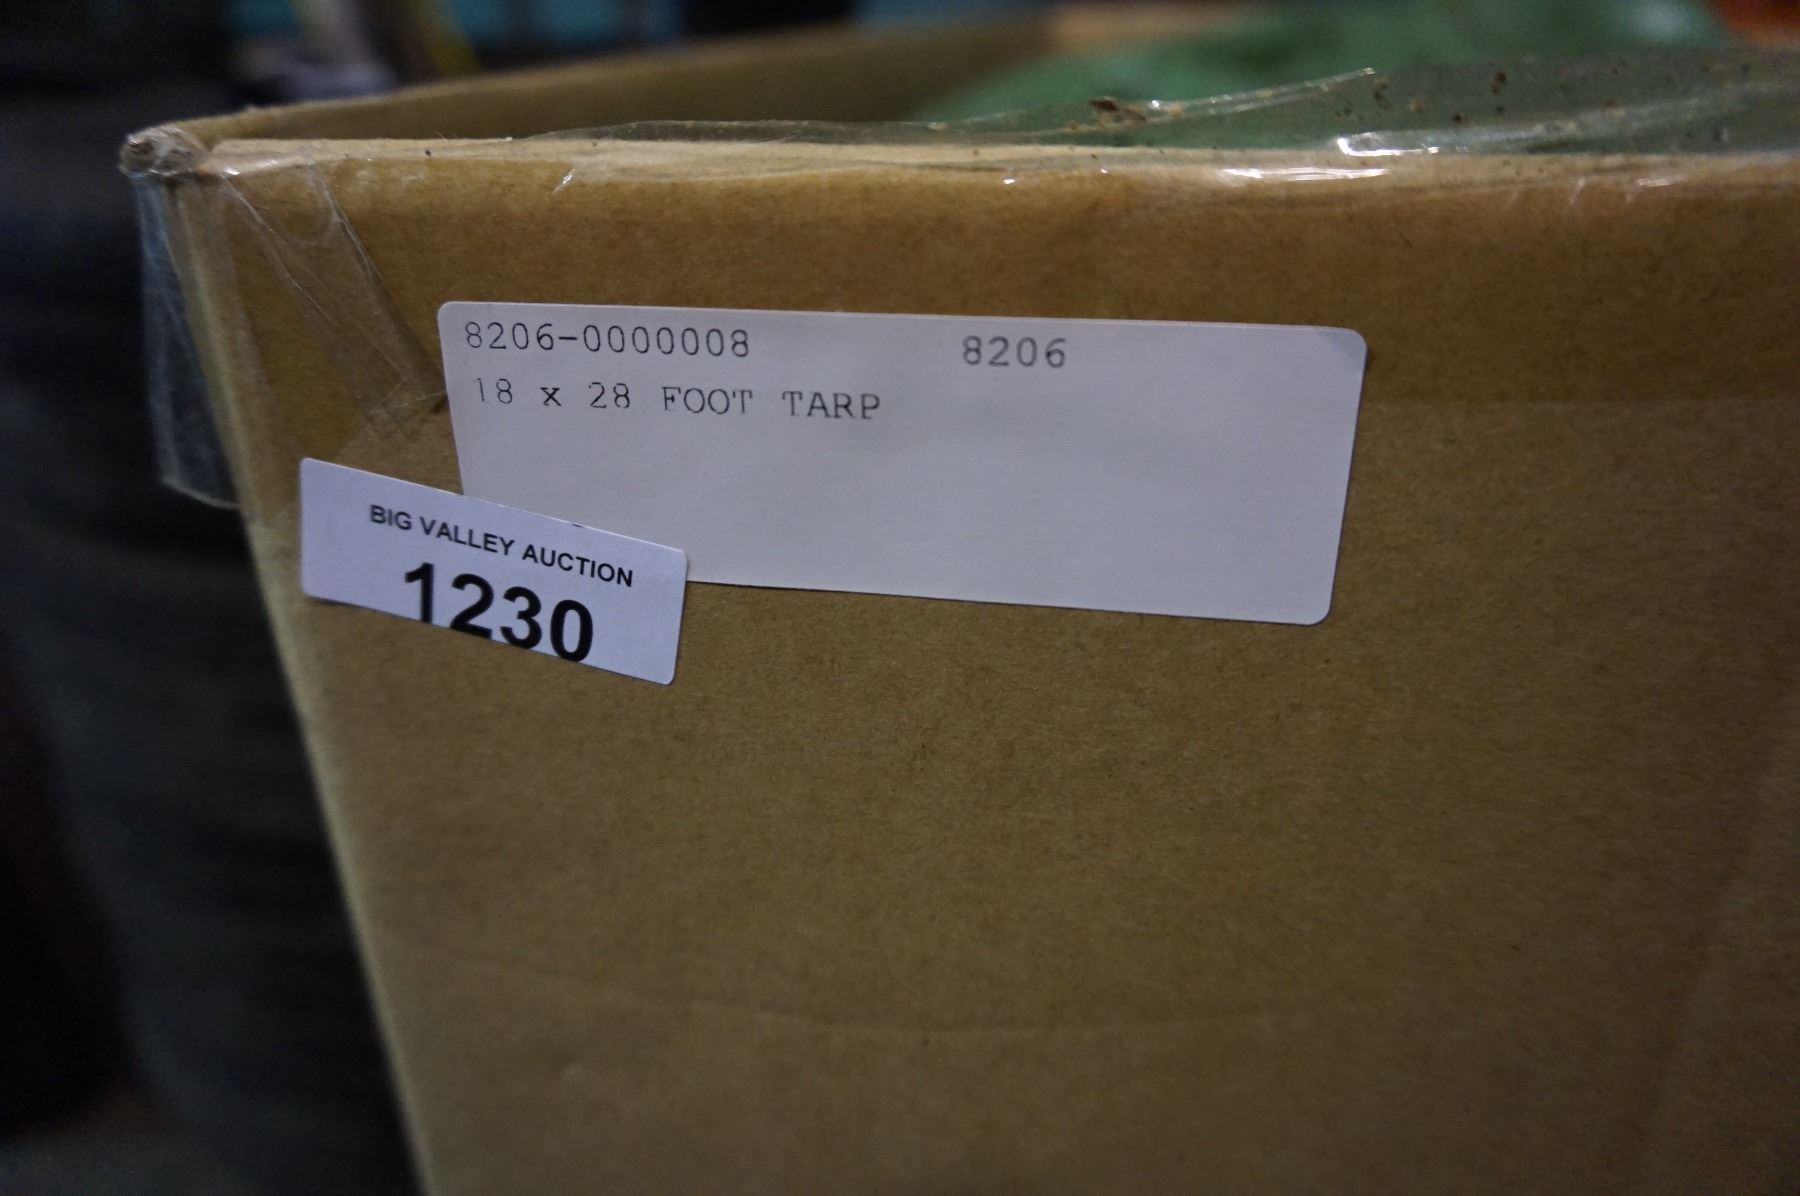 8206-0000008 8206
18 x 28 FOOT TARP
BIG VALLEY AUCTION
1230